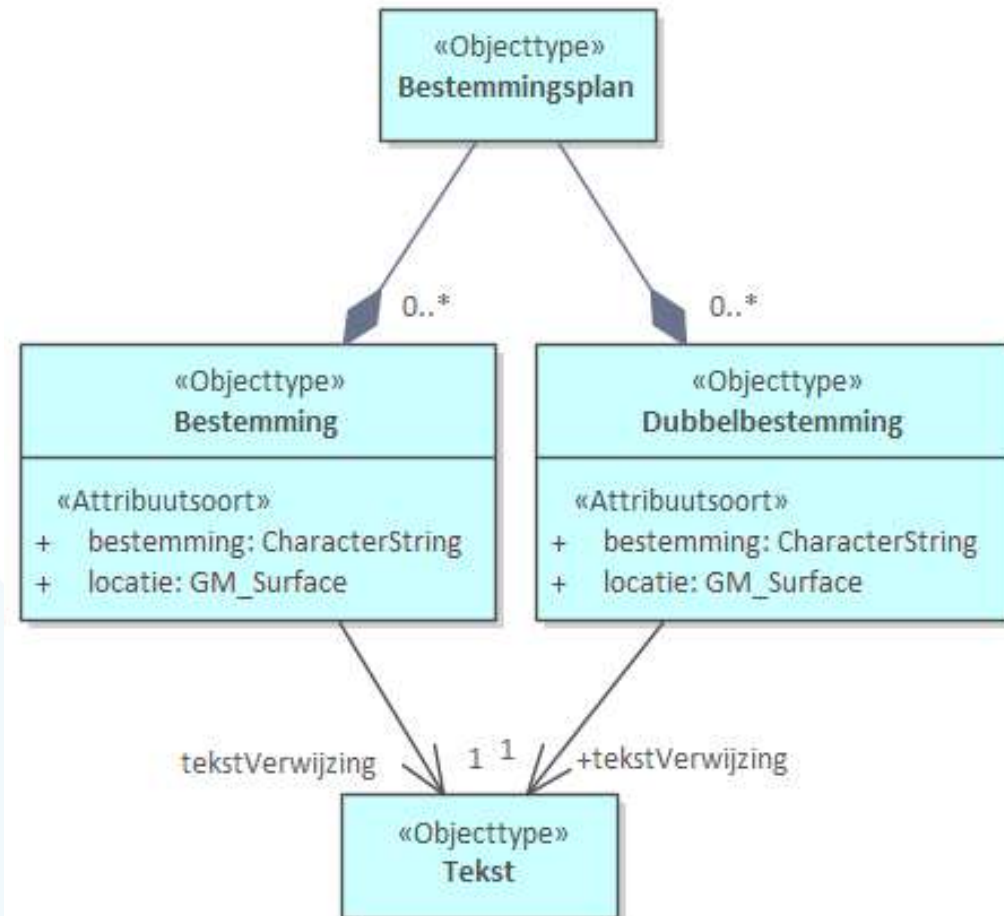 «Objecttype»
Bestemmingsplan
0..*
0..*
«Objecttype»
Bestemming
«Attribuutsoort»
+ bestemming: CharacterString
+ locatie: GM_Surface
«Objecttype»
Dubbelbestemming
«Attribuutsoort»
+ bestemming: CharacterString
+ locatie: GM_Surface
tekstVerwijzing
1
1
+tekstVerwijzing
«Objecttype»
Tekst